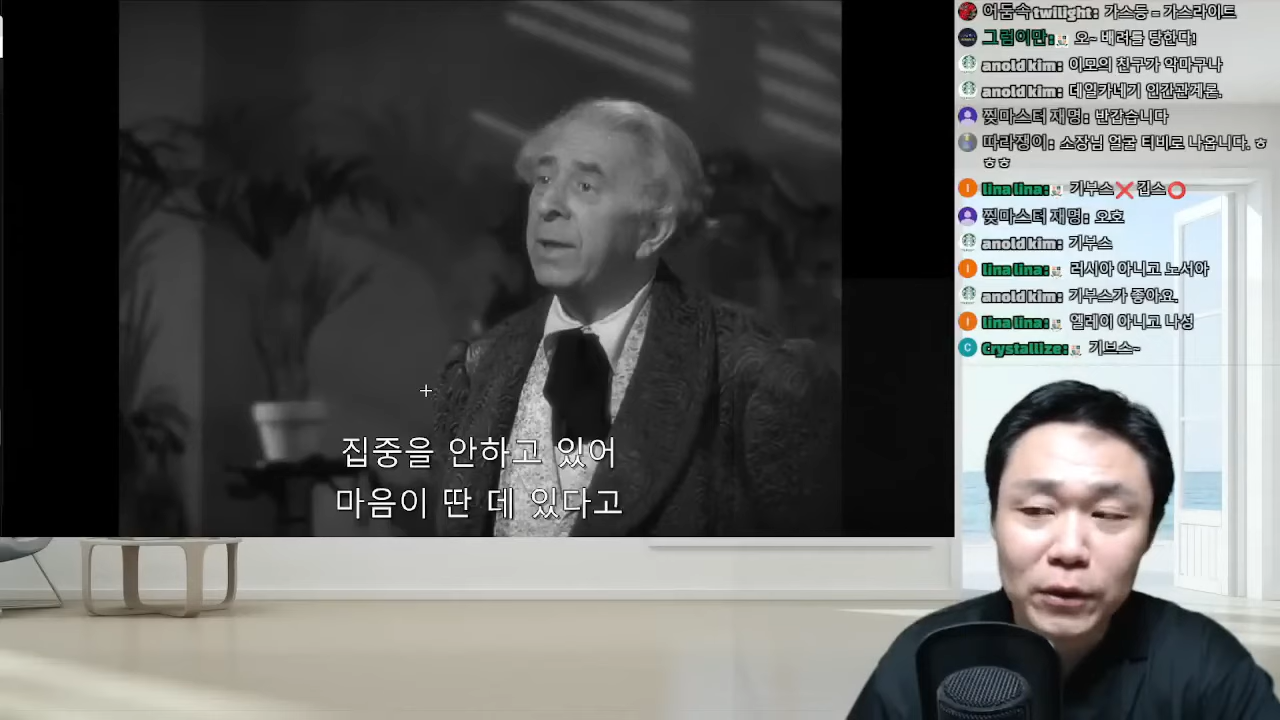 집중을 안하고 있어
마음이 딴 데 있다고
어둠속twilight: 가스등 = 가스라이트
그럼이만: 오~ 배려를 당한다!
anold kim: 이모의 친구가 악마구나
anold kim: 데일카네기 인간관계론.
찢마스터 재명: 반갑습니다
따라쟁이: 소장님 얼굴 티비로 나옵니다. ㅎ
ㅎㅎ
lina lina: 기부스❌ 깁스⭕
찢마스터 재명: 오호
anold kim: 기부스
lina lina: 러시아 아니고 노서아
anold kim: 기부스가 좋아요.
lina lina: 엘레이 아니고 나성
Crystallize: 기브스~